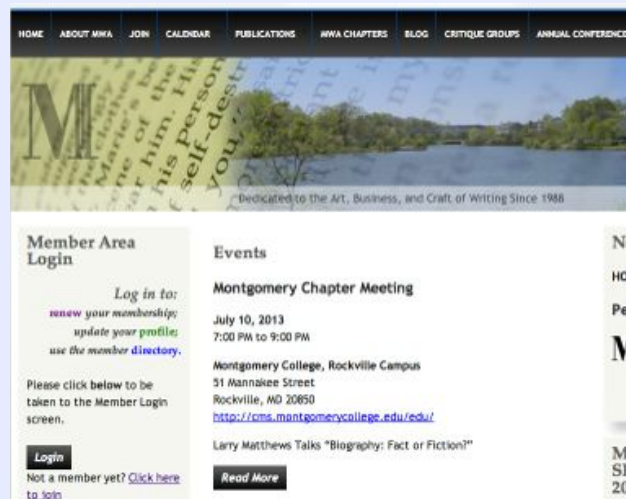 HOME ABOUT MWA JOIN CALENDAR PUBLICATIONS MWA CHAPTERS BLOG CRITIQUE GROUPS ANNUAL CONFERENCE
M
Dedicated to the Art, Business, and Craft of Writing Since 1988
Member Area
Login
Log in to:
renew your membership;
update your profile;
use the member directory.
Please click below to be
taken to the Member Login
screen.
Login
Not a member yet? Click here
to join
Events
Montgomery Chapter Meeting
July 10, 2013
7:00 PM to 9:00 PM
Montgomery College, Rockville Campus
51 Mannakee Street
Rockville, MD 20850
http://cms.montgomerycollege.edu/edu/
Larry Matthews Talks "Biography: Fact or Fiction?"
Read More